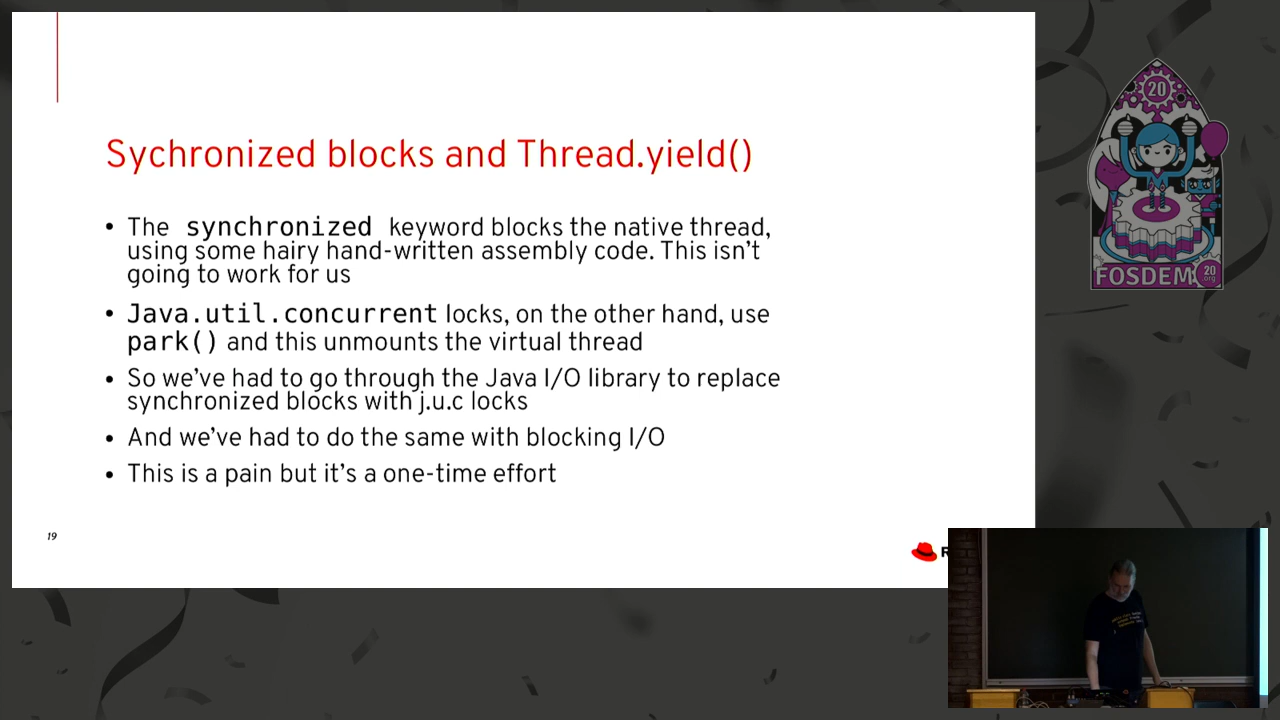 Sychronized blocks and Thread.yield()
• The synchronized keyword blocks the native thread,
using some hairy hand-written assembly code. This isn't
going to work for us
• Java.util.concurrent locks, on the other hand, use
park() and this unmounts the virtual thread
• So we've had to go through the Java I/O library to replace
synchronized blocks with j.u.c locks
• And we've had to do the same with blocking I/O
• This is a pain but it's a one-time effort
19
R
20
FOSDEM
20
.org